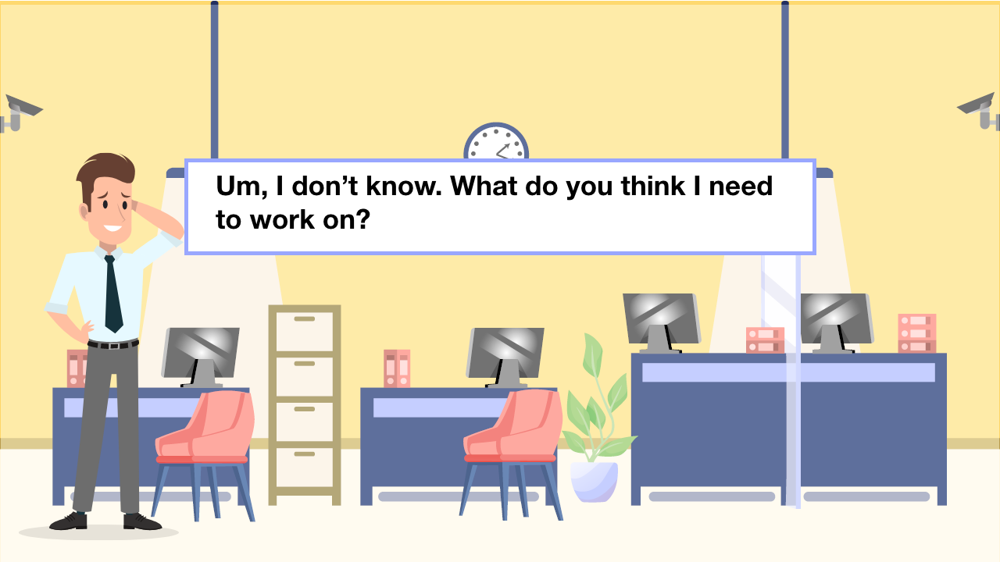 Um, I don’t know. What do you think I need
to work on?